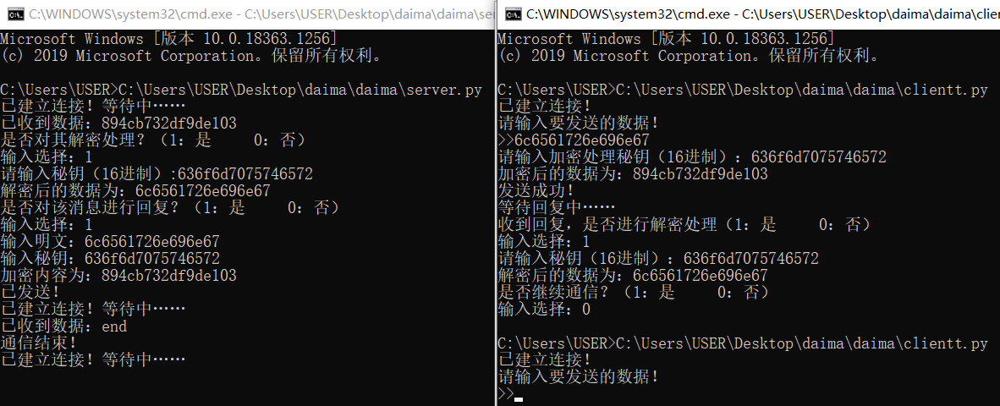 C:\WINDOWS\system32\cmd.exe - C:\Users\USER\Desktop\daima\daima\se
Microsoft Windows [版本 10.0.18363.1256]
(c) 2019 Microsoft Corporation。保留所有权利。
C:\Users\USER>C:\Users\USER\Desktop\daima\daima\server.py
已建立连接！等待中……
已收到数据：894cb732df9de103
是否对其解密处理？（1：是     0：否）
输入选择：1
请输入秘钥（16进制）:636f6d7075746572
解密后的数据为：6c6561726e696e67
是否对该消息进行回复？（1：是     0：否）
输入选择：1
输入明文：6c6561726e696e67
输入秘钥：636f6d7075746572
加密内容为：894cb732df9de103
已发送！
已建立连接！等待中……
已收到数据：end
通信结束！
已建立连接！等待中……
C:\WINDOWS\system32\cmd.exe - C:\Users\USER\Desktop\daima\daima\clien
Microsoft Windows [版本 10.0.18363.1256]
(c) 2019 Microsoft Corporation。保留所有权利。
C:\Users\USER>C:\Users\USER\Desktop\daima\daima\clientt.py
已建立连接！
请输入要发送的数据！
>>6c6561726e696e67
请输入加密处理秘钥（16进制）：636f6d7075746572
加密后的数据为：894cb732df9de103
发送成功！
等待回复中……
收到回复，是否进行解密处理（1：是     0：否）
输入选择：1
请输入秘钥（16进制）：636f6d7075746572
解密后的数据为：6c6561726e696e67
是否继续通信？（1：是     0：否）
输入选择：0
C:\Users\USER>C:\Users\USER\Desktop\daima\daima\clientt.py
已建立连接！
请输入要发送的数据！
>>